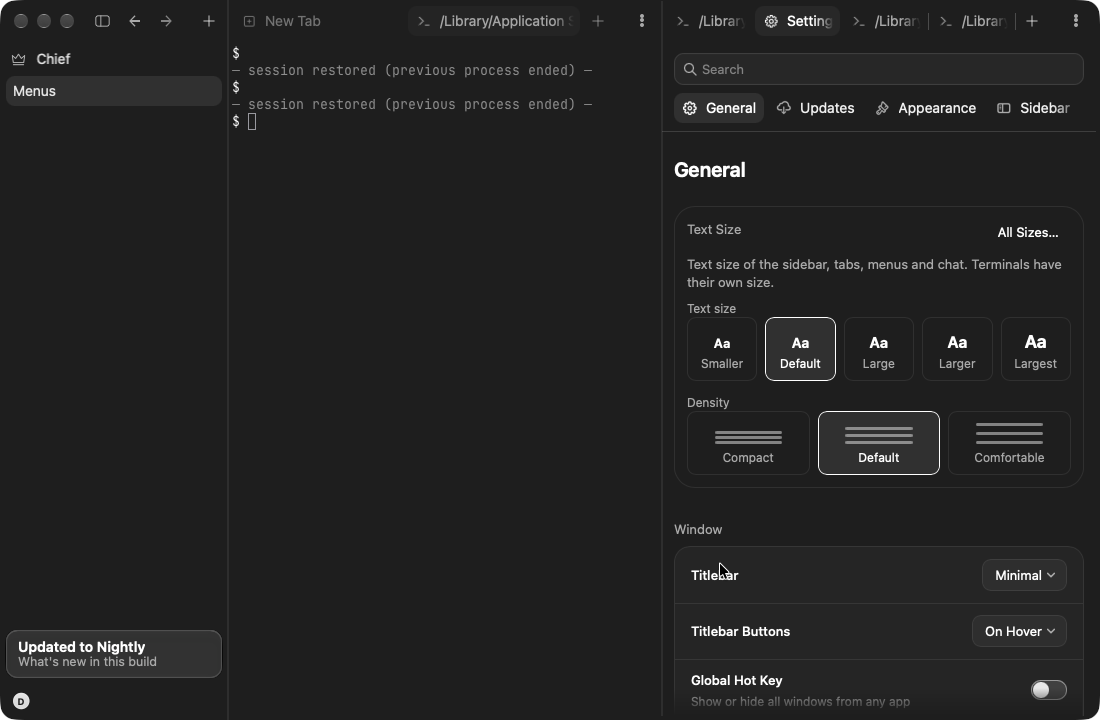 Chief
Menus
Updated to Nightly
What's new in this build
D
New Tab
/Library/Application
$
— session restored (previous process ended) —
$
— session restored (previous process ended) —
$
/Librar
Setting
/Librar
/Librar
Search
General
Updates
Appearance
Sidebar
General
Text Size
All Sizes...
Text size of the sidebar, tabs, menus and chat. Terminals have
their own size.
Text size
Aa Aa Aa Aa Aa
Smaller Default Large Larger Largest
Density
Compact Default Comfortable
Window
Titlebar
Minimal
Titlebar Buttons
On Hover
Global Hot Key
Show or hide all windows from any app